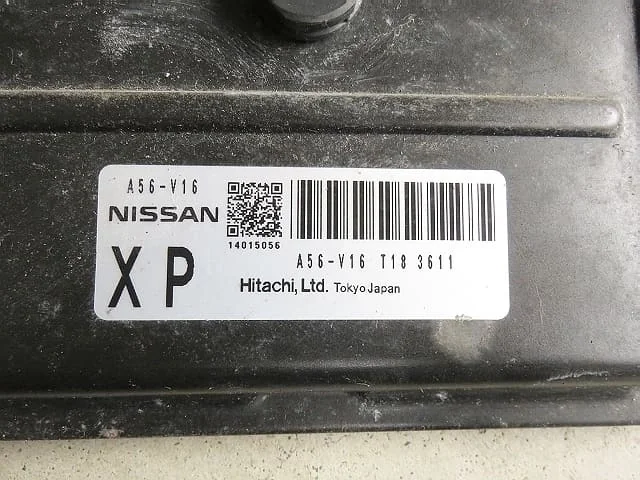 A56-V16
NISSAN
14015056
XP
A56-V16 T18 3611
Hitachi, Ltd. Tokyo Japan